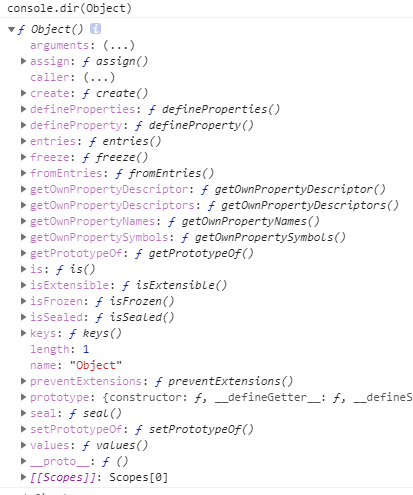 console.dir(Object)
ƒ Object() i
arguments: (...)
assign: ƒ assign()
caller: (...)
create: ƒ create()
defineProperties: ƒ defineProperties()
defineProperty: ƒ defineProperty()
entries: ƒ entries()
freeze: ƒ freeze()
fromEntries: ƒ fromEntries()
getOwnPropertyDescriptor: ƒ getOwnPropertyDescriptor()
getOwnPropertyDescriptors: ƒ getOwnPropertyDescriptors()
getOwnPropertyNames: ƒ getOwnPropertyNames()
getOwnPropertySymbols: ƒ getOwnPropertySymbols()
getPrototypeOf: ƒ getPrototypeOf()
is: ƒ is()
isExtensible: ƒ isExtensible()
isFrozen: ƒ isFrozen()
isSealed: ƒ isSealed()
keys: ƒ keys()
length: 1
name: "Object"
preventExtensions: ƒ preventExtensions()
prototype: {constructor: ƒ, __defineGetter__: ƒ, __defineS
seal: ƒ seal()
setPrototypeOf: ƒ setPrototypeOf()
values: ƒ values()
__proto__: ƒ ()
[[Scopes]]: Scopes[0]